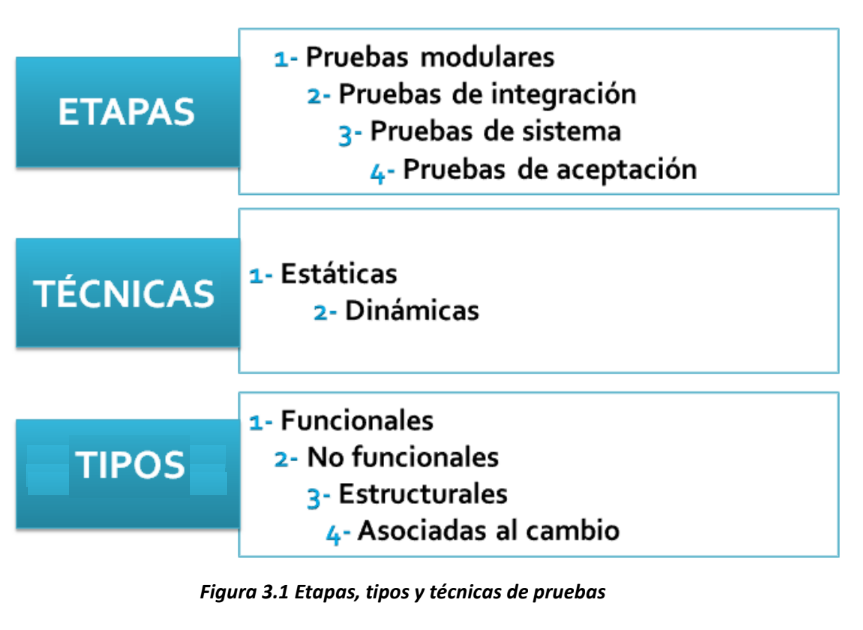 ETAPAS
1- Pruebas modulares
2- Pruebas de integración
3- Pruebas de sistema
4- Pruebas de aceptación
TÉCNICAS
1- Estáticas
2- Dinámicas
TIPOS
1- Funcionales
2- No funcionales
3- Estructurales
4- Asociadas al cambio
Figura 3.1 Etapas, tipos y técnicas de pruebas